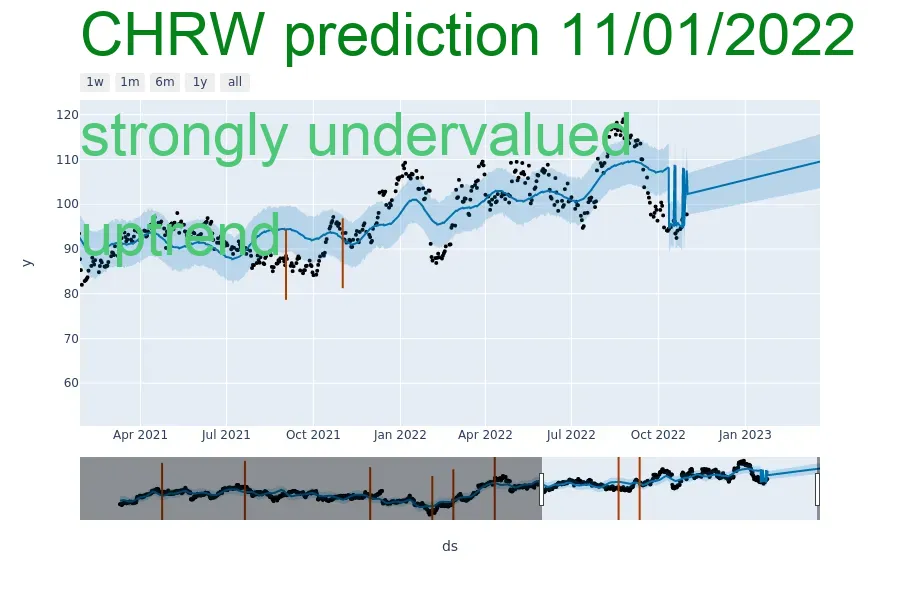 CHRW prediction 11/01/2022
1w 1m 6m 1y all
strongly undervalued
uptrend
120
110
100
90
80
70
60
y
Apr 2021 Jul 2021 Oct 2021 Jan 2022 Apr 2022 Jul 2022 Oct 2022 Jan 2023
ds